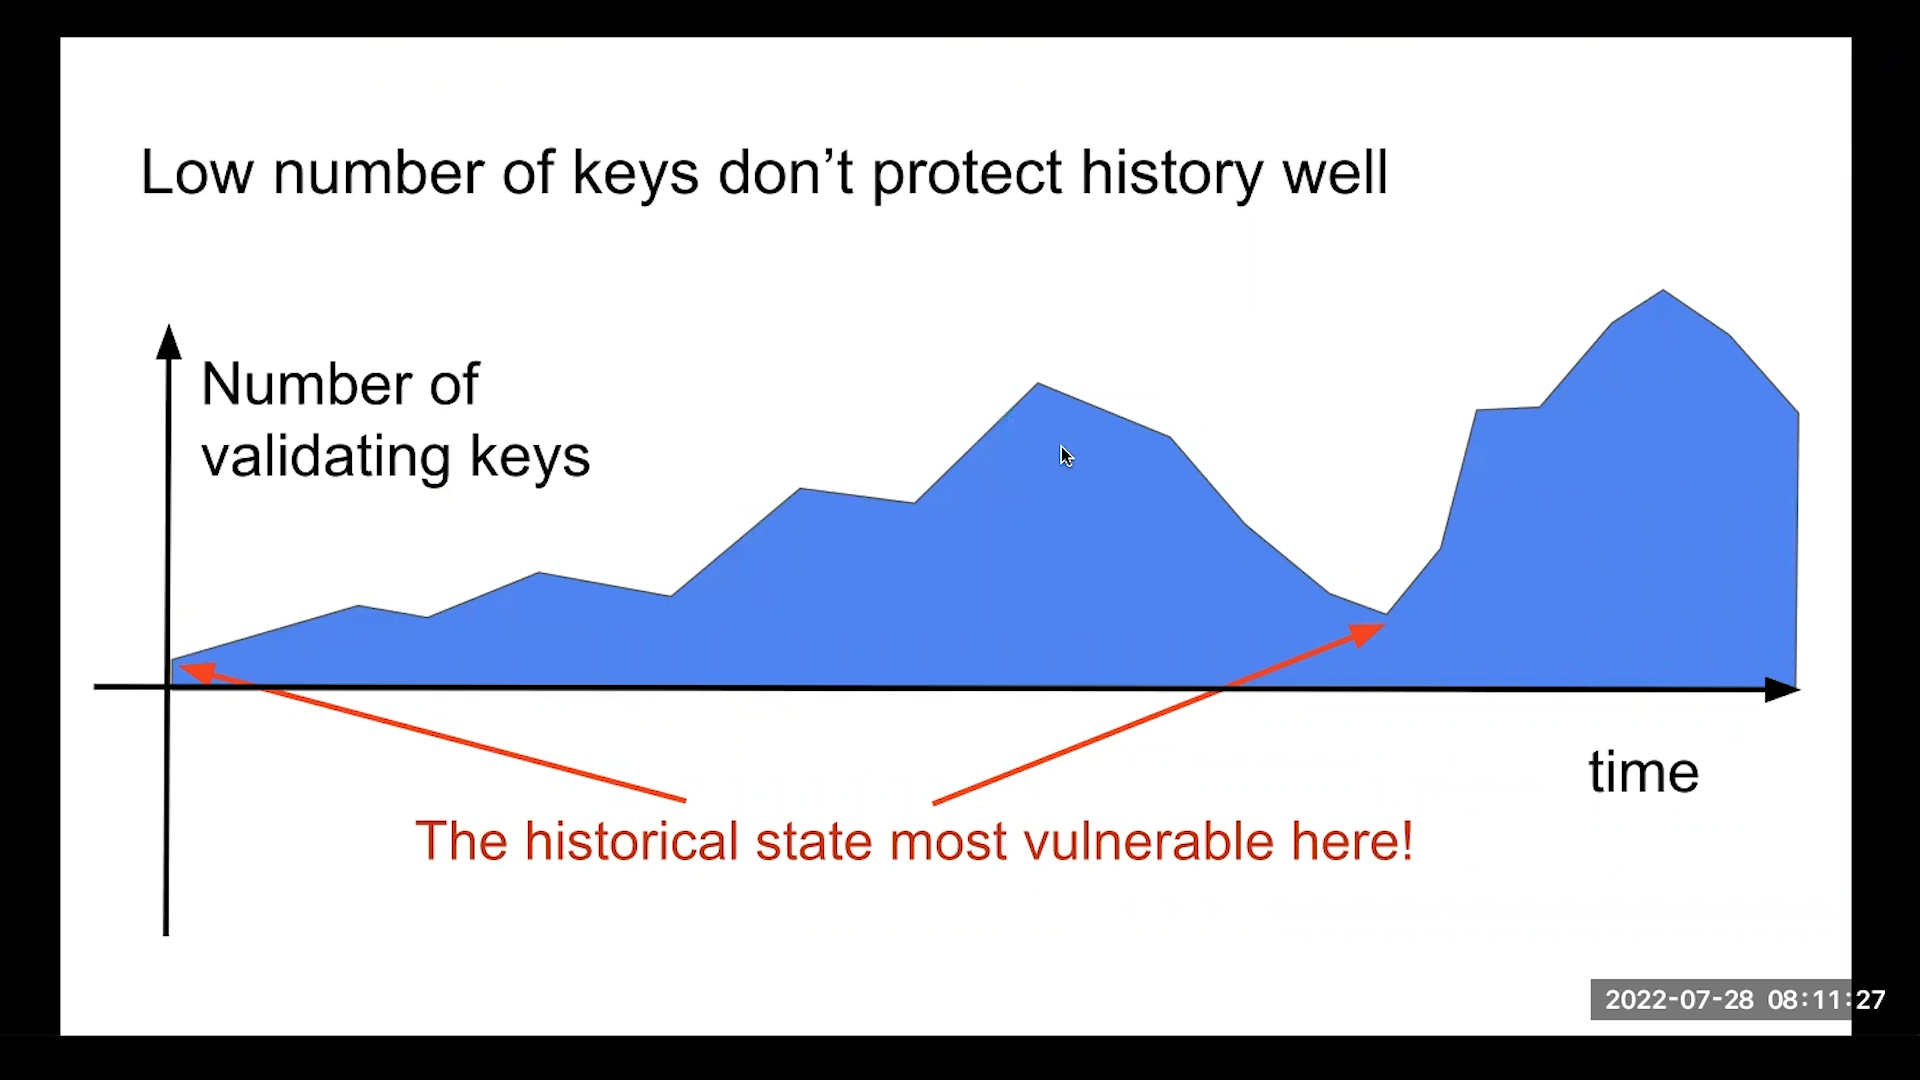 Low number of keys don’t protect history well
Number of
validating keys
time
The historical state most vulnerable here!
2022-07-28 08:11:27